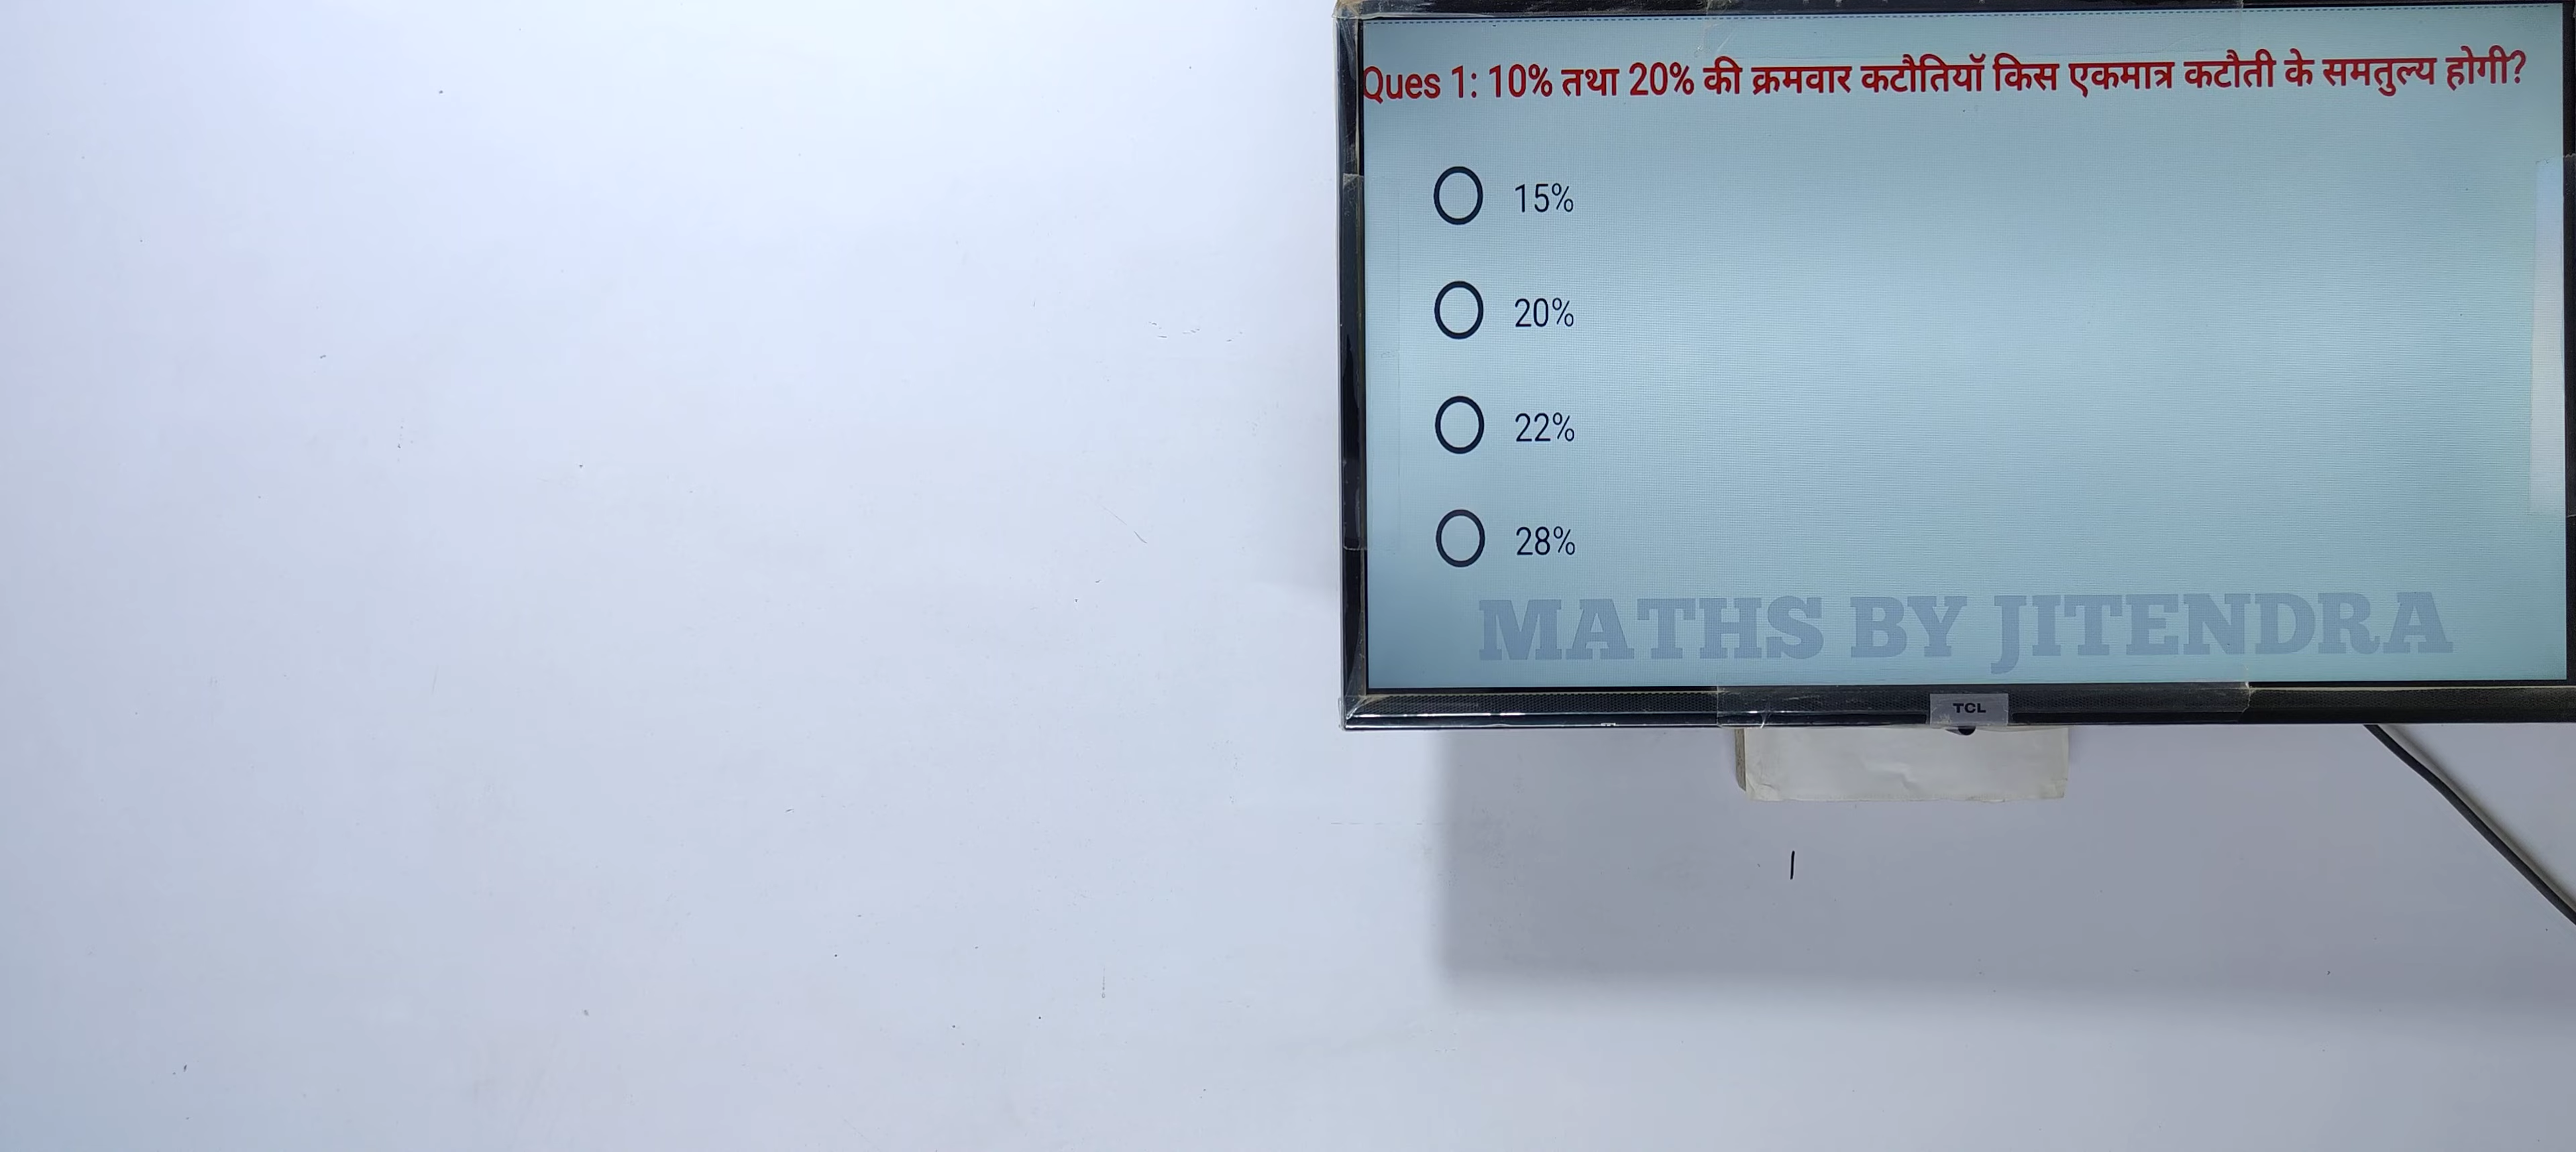 Ques 1: 10% तथा 20% की क्रमवार कटौतियॉ किस एकमात्र कटौती के समतुल्य होगी?
15%
20%
22%
28%
MATHS BY JITENDRA
TCL